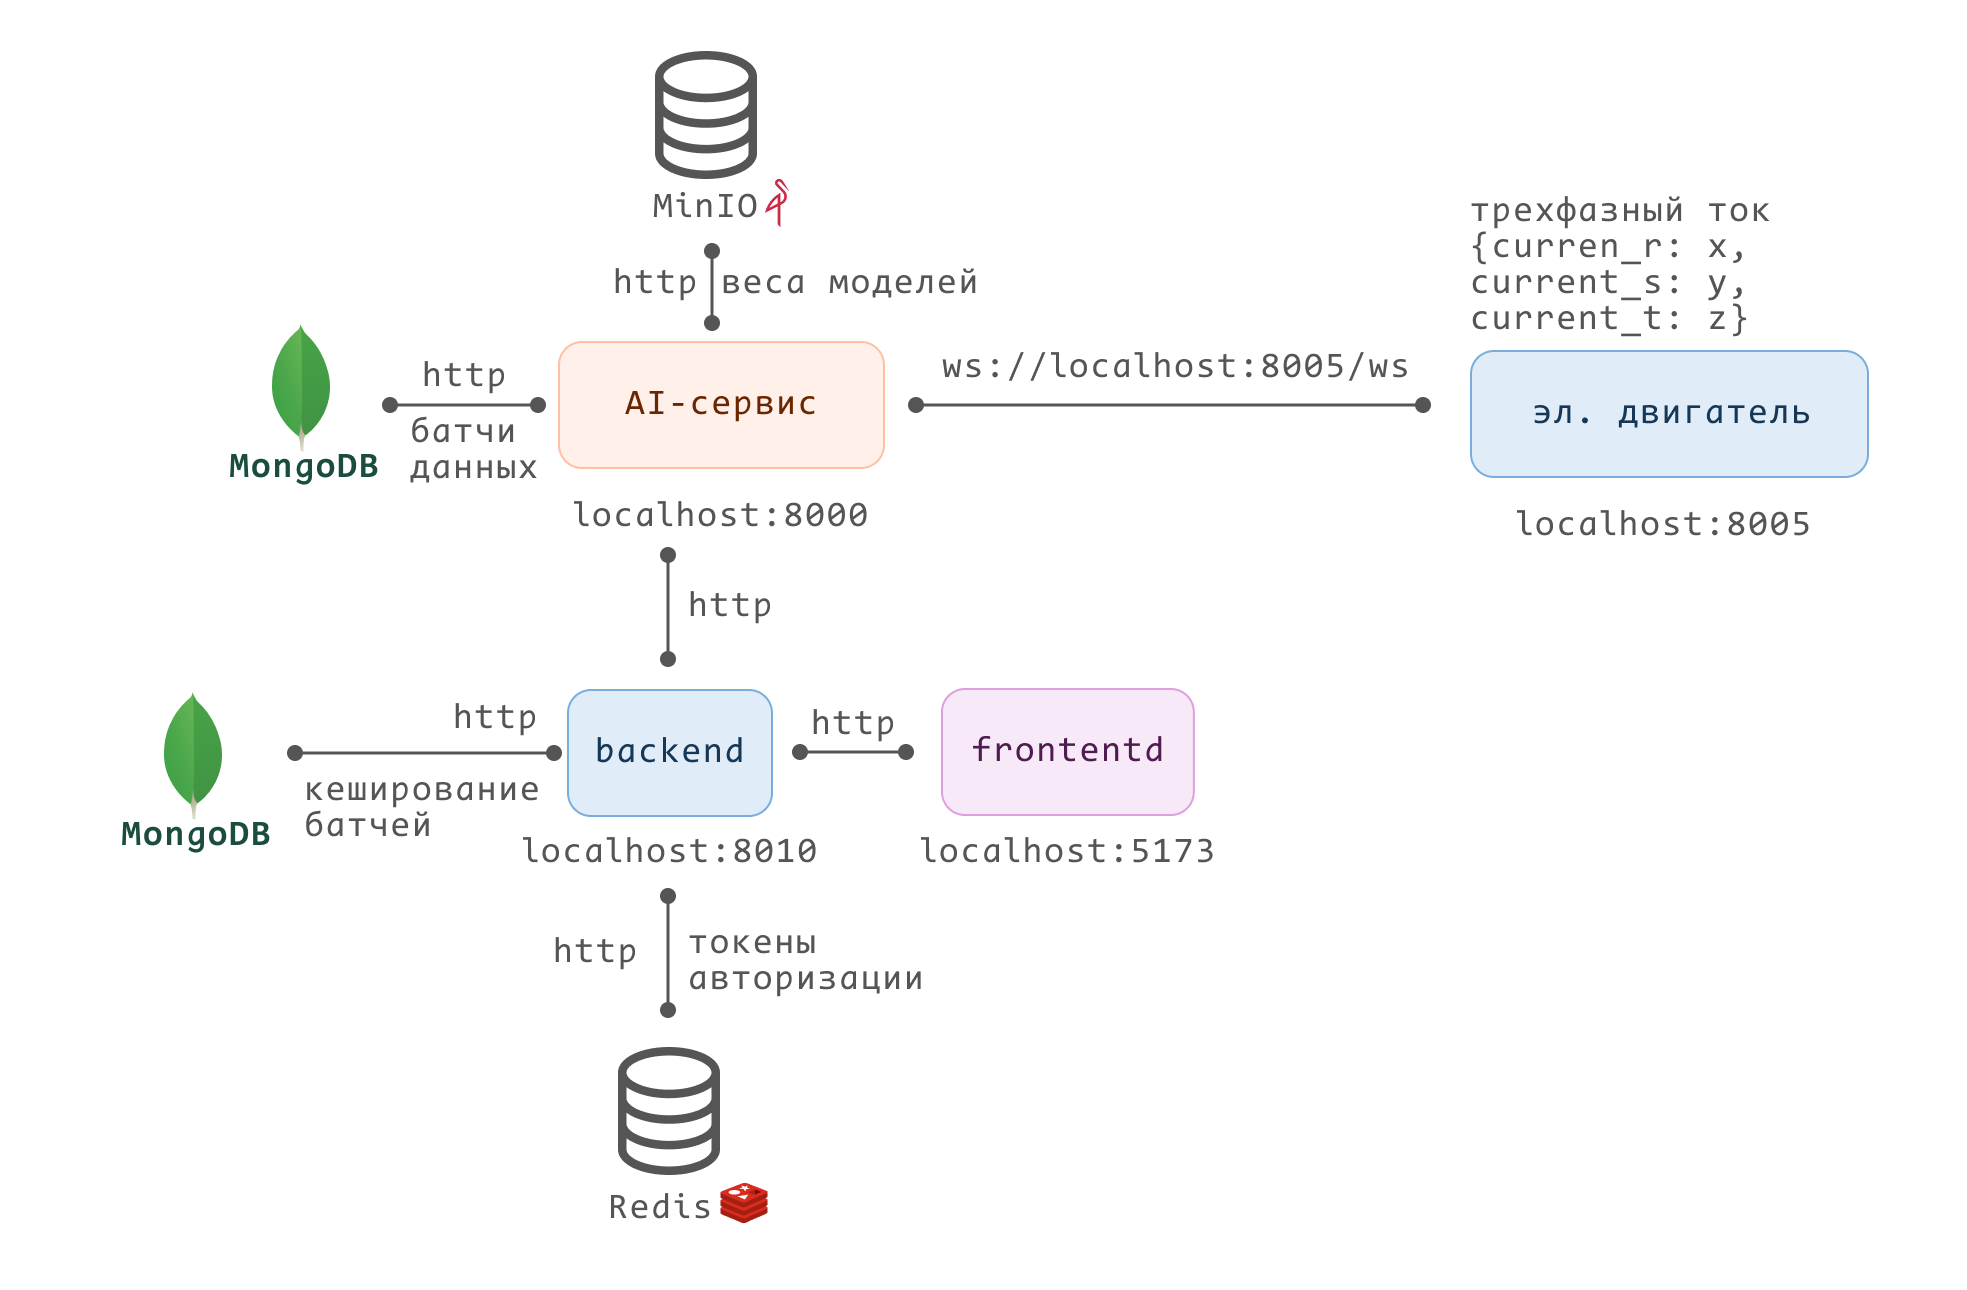 MinIO
http
веса моделей
трехфазный ток
{curren_r: x,
current_s: y,
current_t: z}
MongoDB
http
батчи
данных
AI-сервис
localhost:8000
ws://localhost:8005/ws
эл. двигатель
localhost:8005
http
MongoDB
http
кеширование
батчей
backend
localhost:8010
http
frontentd
localhost:5173
http
токены
авторизации
Redis